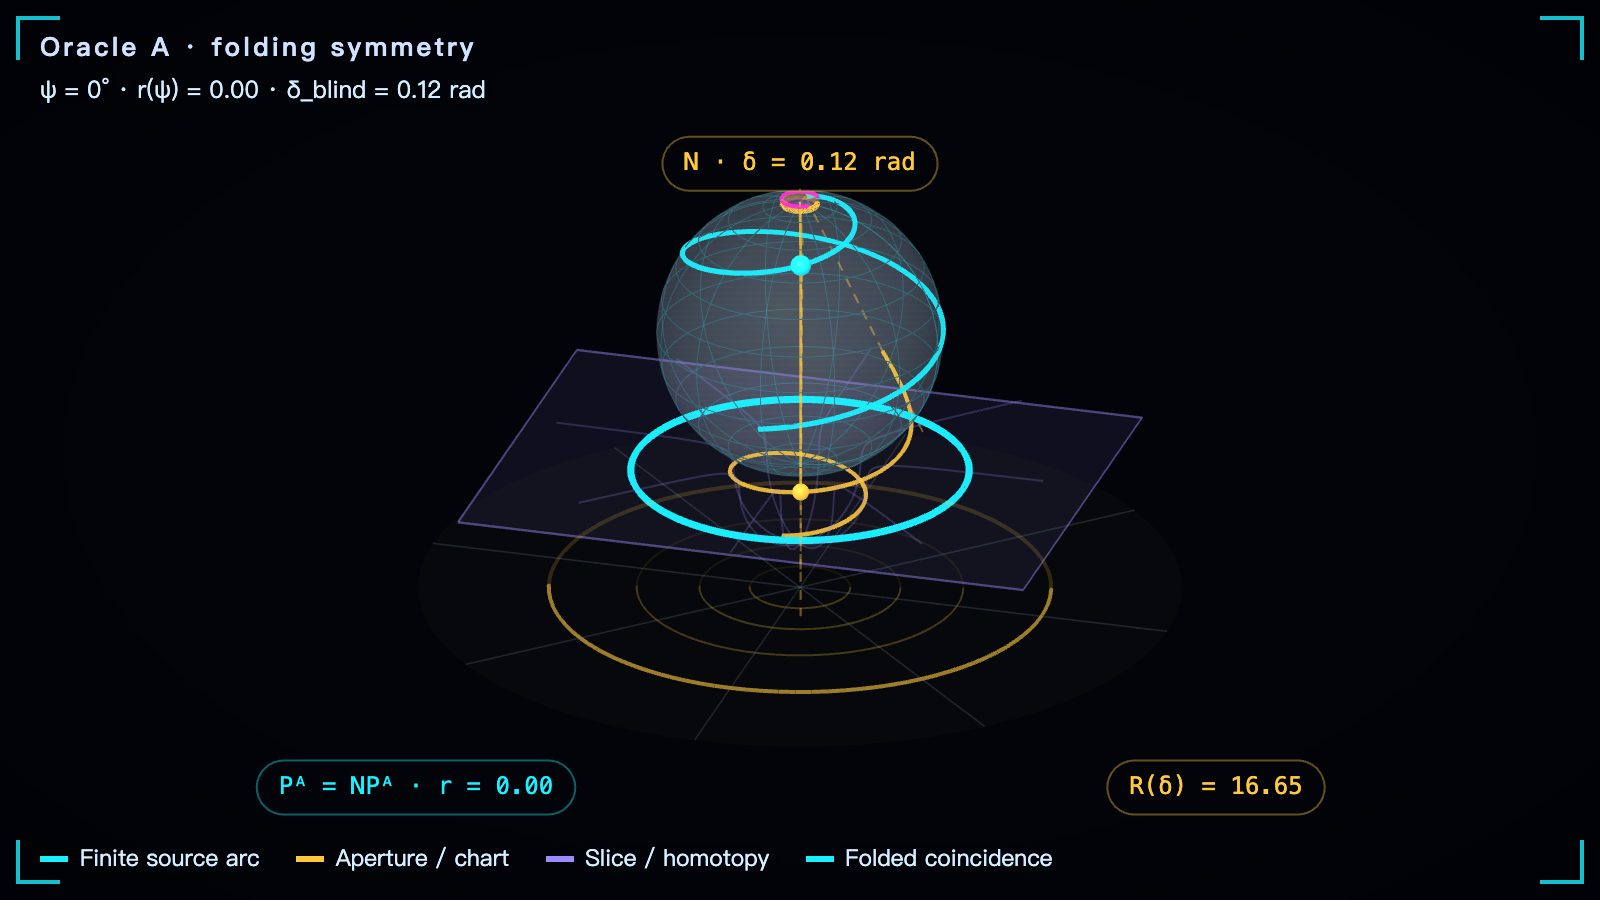 Oracle A · folding symmetry
ψ = 0° · r(ψ) = 0.00 · δ_blind = 0.12 rad
N · δ = 0.12 rad
Pᴬ = NPᴬ · r = 0.00
R(δ) = 16.65
Finite source arc
Aperture / chart
Slice / homotopy
Folded coincidence